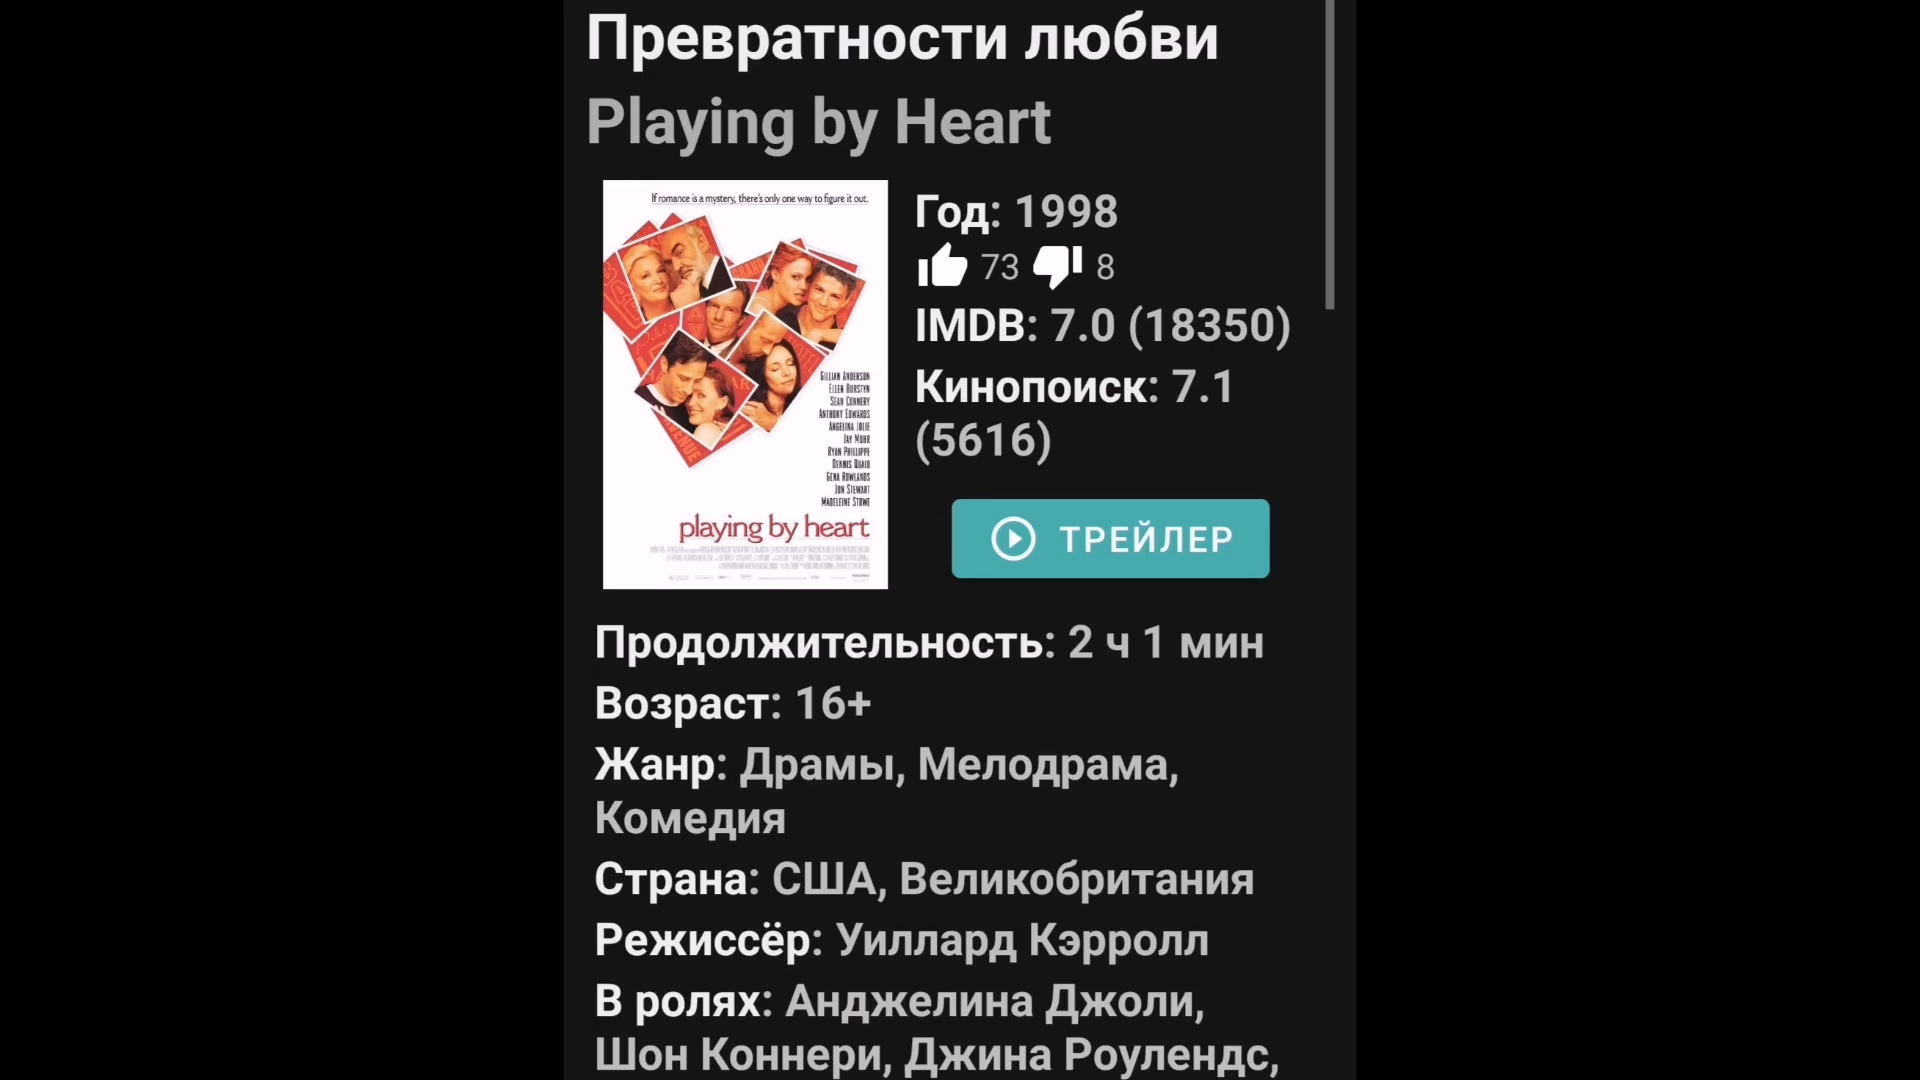 Превратности любви
Playing by Heart
If romance is a mystery, there's only one way to figure it out.
GILLIAN ANDERSON
ELLEN BURSTYN
SEAN CONNERY
ANTHONY EDWARDS
ANGELINA JOLIE
JAY MOHR
RYAN PHILLIPPE
DENNIS QUAID
GENA ROWLANDS
JON STEWART
MADELEINE STOWE
playing by heart
Год: 1998
73 8
IMDB: 7.0 (18350)
Кинопоиск: 7.1
(5616)
ТРЕЙЛЕР
Продолжительность: 2 ч 1 мин
Возраст: 16+
Жанр: Драмы, Мелодрама,
Комедия
Страна: США, Великобритания
Режиссёр: Уиллард Кэрролл
В ролях: Анджелина Джоли,
Шон Коннери, Джина Роулендс,